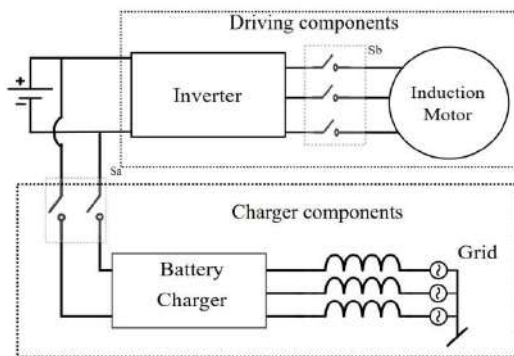 Driving components
Sb
+
Inverter
Induction
Motor
Sa
Charger components
Grid
Battery
Charger